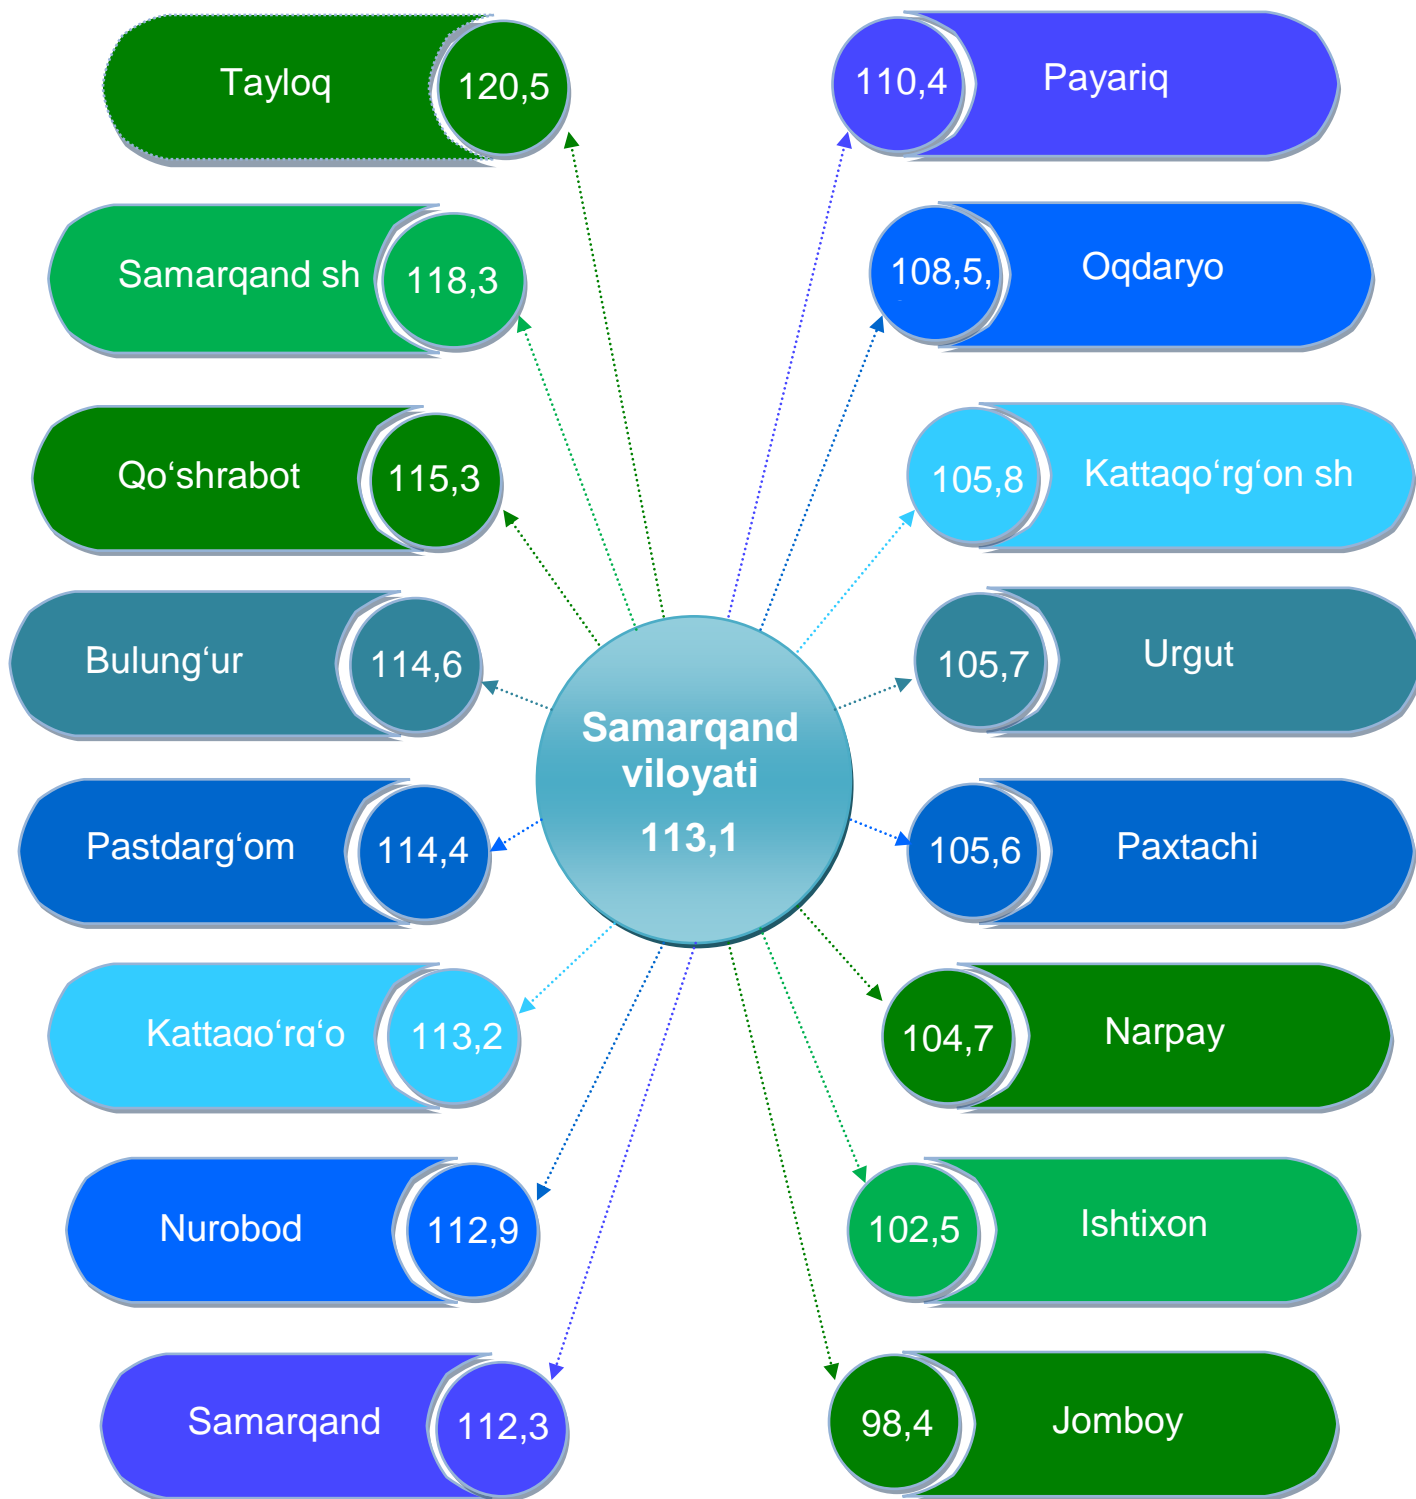 Tayloq
120,5
Samarqand sh
118,3
Qo‘shrabot
115,3
Bulung‘ur
114,6
Pastdarg‘om
114,4
Kattaqo‘rg‘o
113,2
Nurobod
112,9
Samarqand
112,3
Samarqand
viloyati
113,1
110,4
Payariq
108,5,
Oqdaryo
105,8
Kattaqo‘rg‘on sh
105,7
Urgut
105,6
Paxtachi
104,7
Narpay
102,5
Ishtixon
98,4
Jomboy